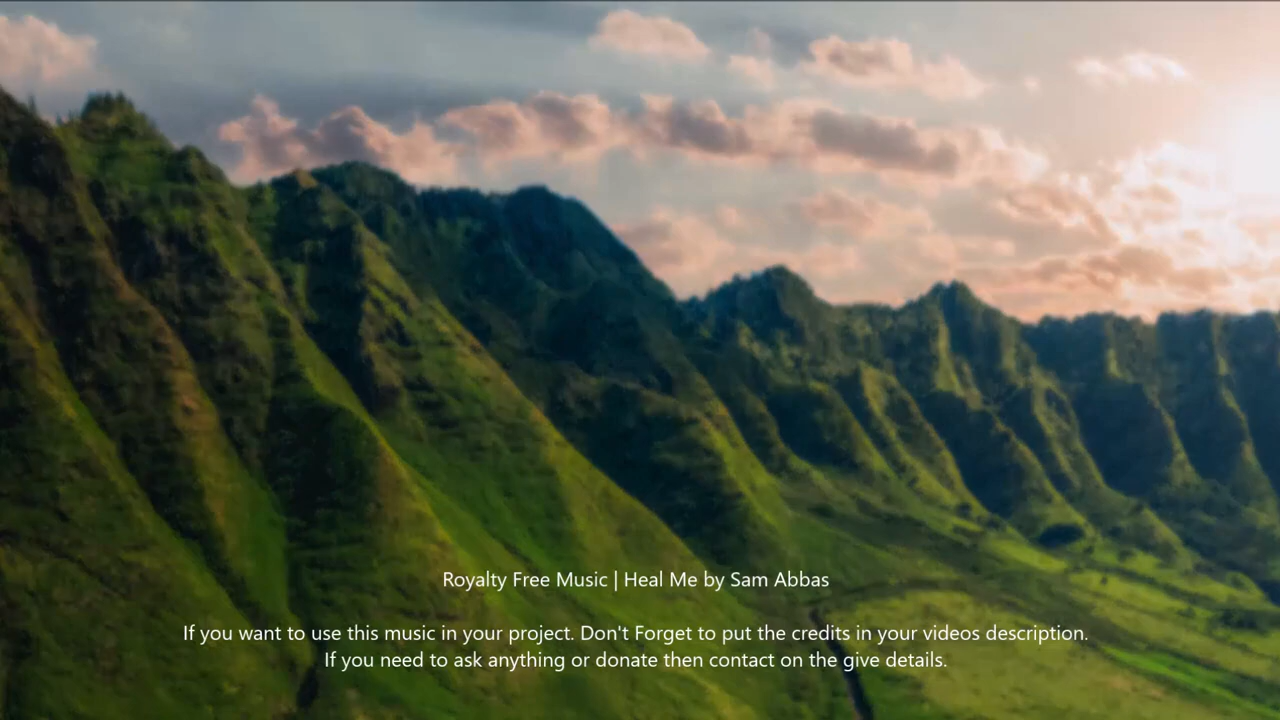 Royalty Free Music | Heal Me by Sam Abbas
If you want to use this music in your project. Don't Forget to put the credits in your videos description.
If you need to ask anything or donate then contact on the give details.